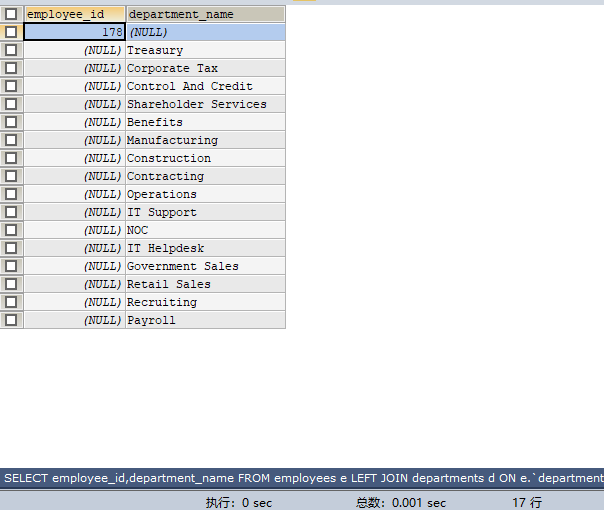 employee_id department_name
178 (NULL)
(NULL) Treasury
(NULL) Corporate Tax
(NULL) Control And Credit
(NULL) Shareholder Services
(NULL) Benefits
(NULL) Manufacturing
(NULL) Construction
(NULL) Contracting
(NULL) Operations
(NULL) IT Support
(NULL) NOC
(NULL) IT Helpdesk
(NULL) Government Sales
(NULL) Retail Sales
(NULL) Recruiting
(NULL) Payroll
SELECT employee_id,department_name FROM employees e LEFT JOIN departments d ON e.`department
执行：0 sec 总数：0.001 sec 17 行